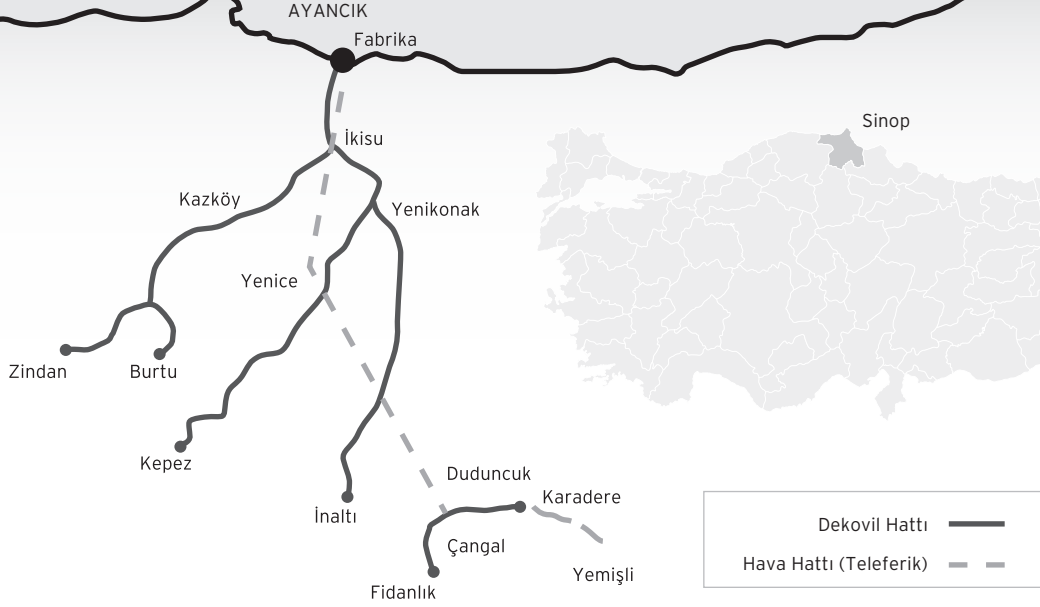 AYANCIK
Fabrika
Sinop
İkisu
Kazköy
Yenikonak
Yenice
Zindan
Burtu
Kepez
Duduncuk
Karadere
İnaltı
Dekovil Hattı
Çangal
Hava Hattı (Teleferik)
Yemişli
Fidanlık